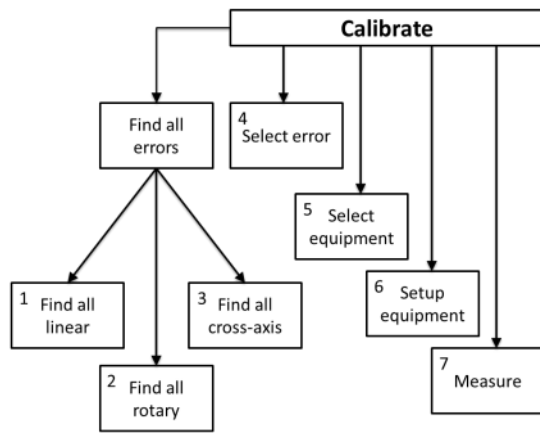 Calibrate
Find all
errors
4
Select error
5
Select
equipment
1
Find all
linear
3
Find all
cross-axis
6
Setup
equipment
2
Find all
rotary
7
Measure